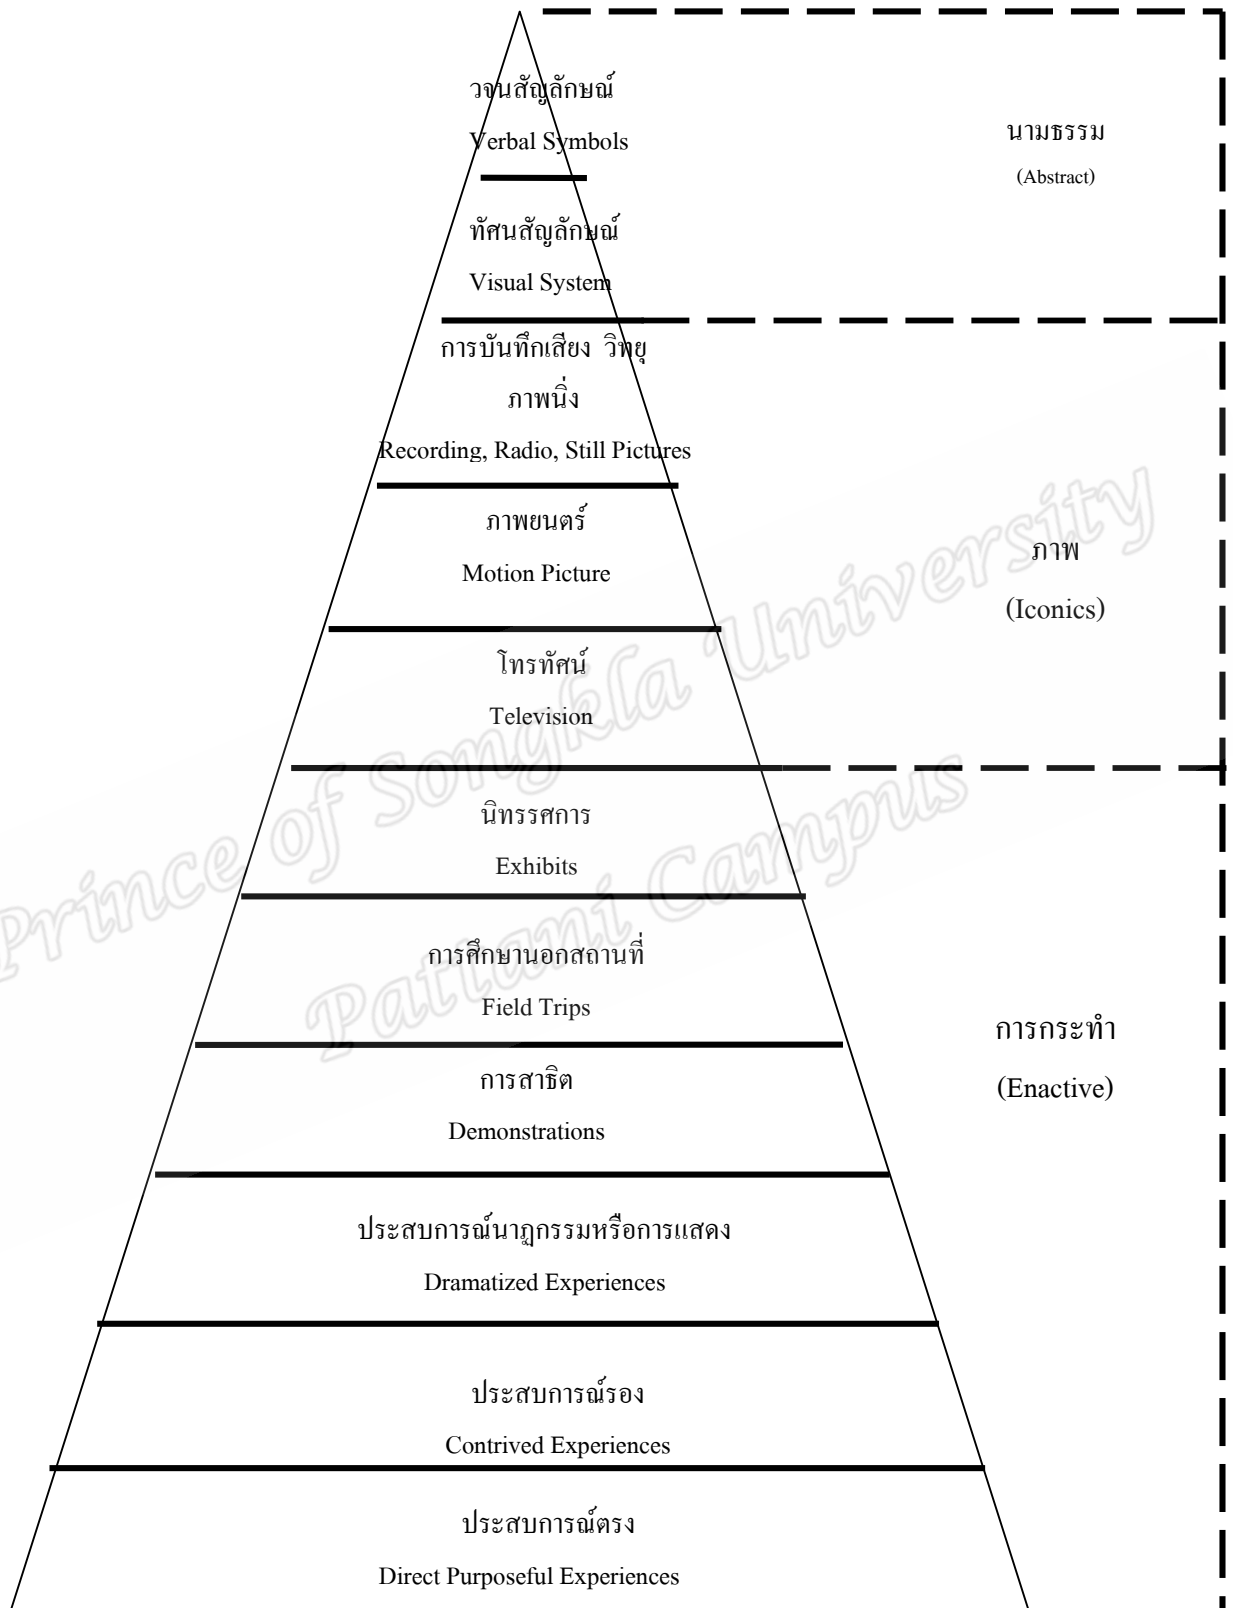 วจนสัญลักษณ์
Verbal Symbols
นามธรรม
(Abstract)
ทัศนสัญลักษณ์
Visual System
การบันทึกเสียง วิทยุ
ภาพนิ่ง
Recording, Radio, Still Pictures
ภาพยนตร์
Motion Picture
ภาพ
(Iconics)
โทรทัศน์
Television
นิทรรศการ
Exhibits
การศึกษานอกสถานที่
Field Trips
การกระทำ
(Enactive)
การสาธิต
Demonstrations
ประสบการณ์นาฏกรรมหรือการแสดง
Dramatized Experiences
ประสบการณ์รอง
Contrived Experiences
ประสบการณ์ตรง
Direct Purposeful Experiences
Prince of Songkla University
Pattani Campus